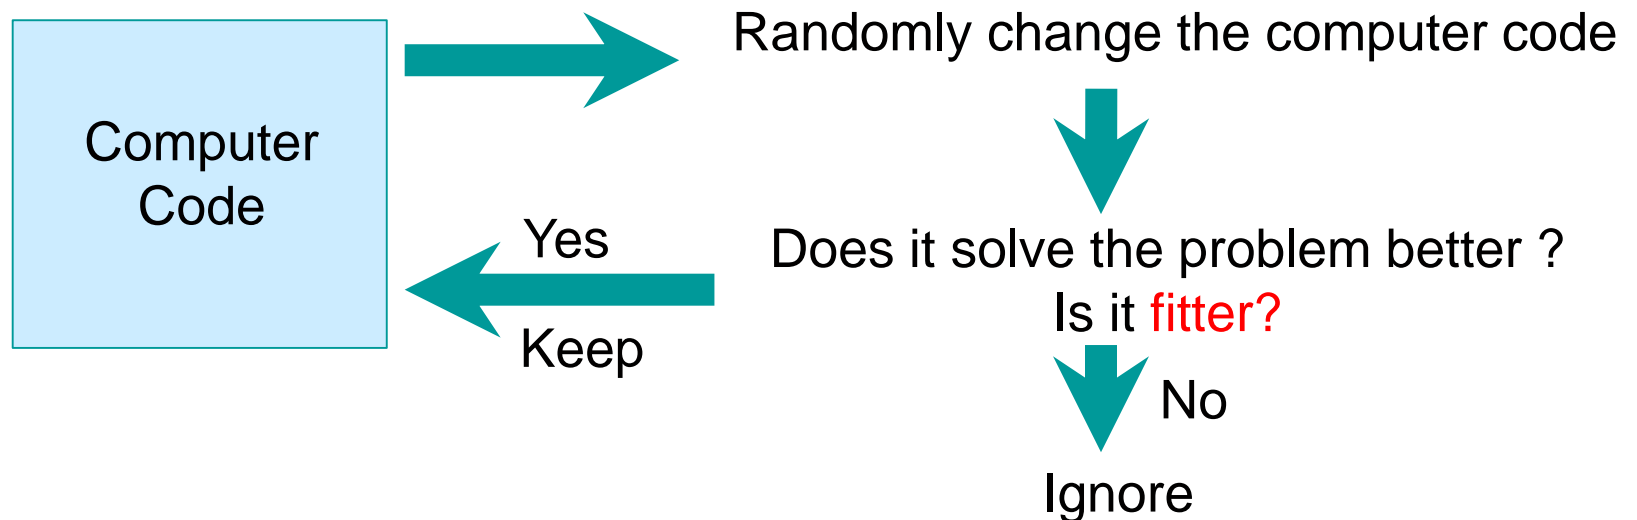 Randomly change the computer code
Computer
Code
Yes
Does it solve the problem better ?
Is it fitter?
Keep
No
Ignore